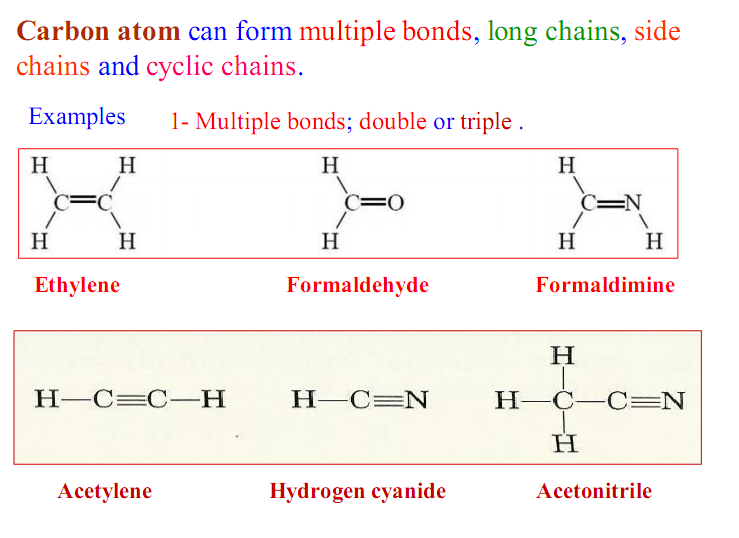 Carbon atom can form multiple bonds, long chains, side
chains and cyclic chains.
Examples 1- Multiple bonds; double or triple .
H H H H
C=C C=O C=N
H H H H H
Ethylene Formaldehyde Formaldimine
H
H—C≡C—H H—C≡N H—C—C≡N
H
Acetylene Hydrogen cyanide Acetonitrile